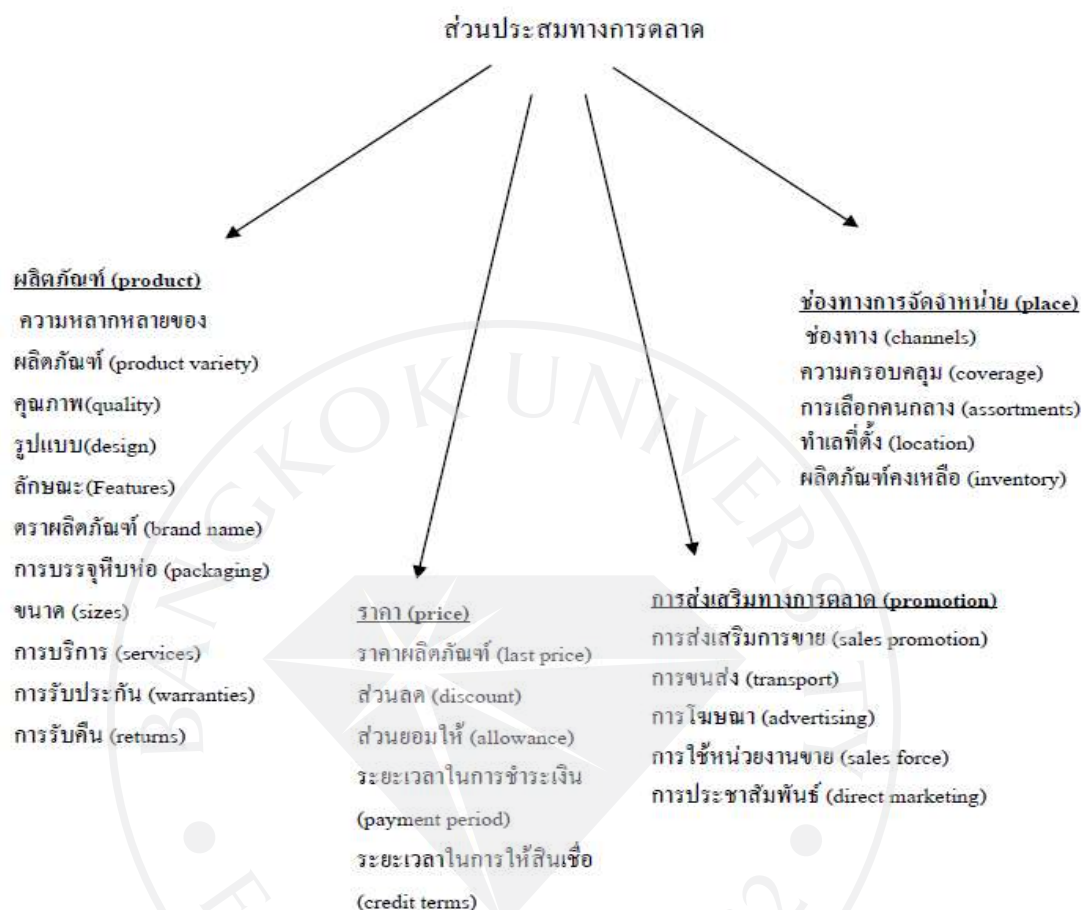 ส่วนประสมทางการตลาด
ผลิตภัณฑ์ (product)
ความหลากหลายของ
ผลิตภัณฑ์ (product variety)
คุณภาพ(quality)
รูปแบบ(design)
ลักษณะ(Features)
ตราผลิตภัณฑ์ (brand name)
การบรรจุหีบห่อ (packaging)
ขนาด (sizes)
การบริการ (services)
การรับประกัน (warranties)
การรับคืน (returns)
ราคา (price)
ราคาผลิตภัณฑ์ (last price)
ส่วนลด (discount)
ส่วนยอมให้ (allowance)
ระยะเวลาในการชำระเงิน
(payment period)
ระยะเวลาในการให้สินเชื่อ
(credit terms)
การส่งเสริมทางการตลาด (promotion)
การส่งเสริมการขาย (sales promotion)
การขนส่ง (transport)
การโฆษณา (advertising)
การใช้หน่วยงานขาย (sales force)
การประชาสัมพันธ์ (direct marketing)
ช่องทางการจัดจำหน่าย (place)
ช่องทาง (channels)
ความครอบคลุม (coverage)
การเลือกคนกลาง (assortments)
ทำเลที่ตั้ง (location)
ผลิตภัณฑ์คงเหลือ (inventory)
BANGKOK UNIVERSITY